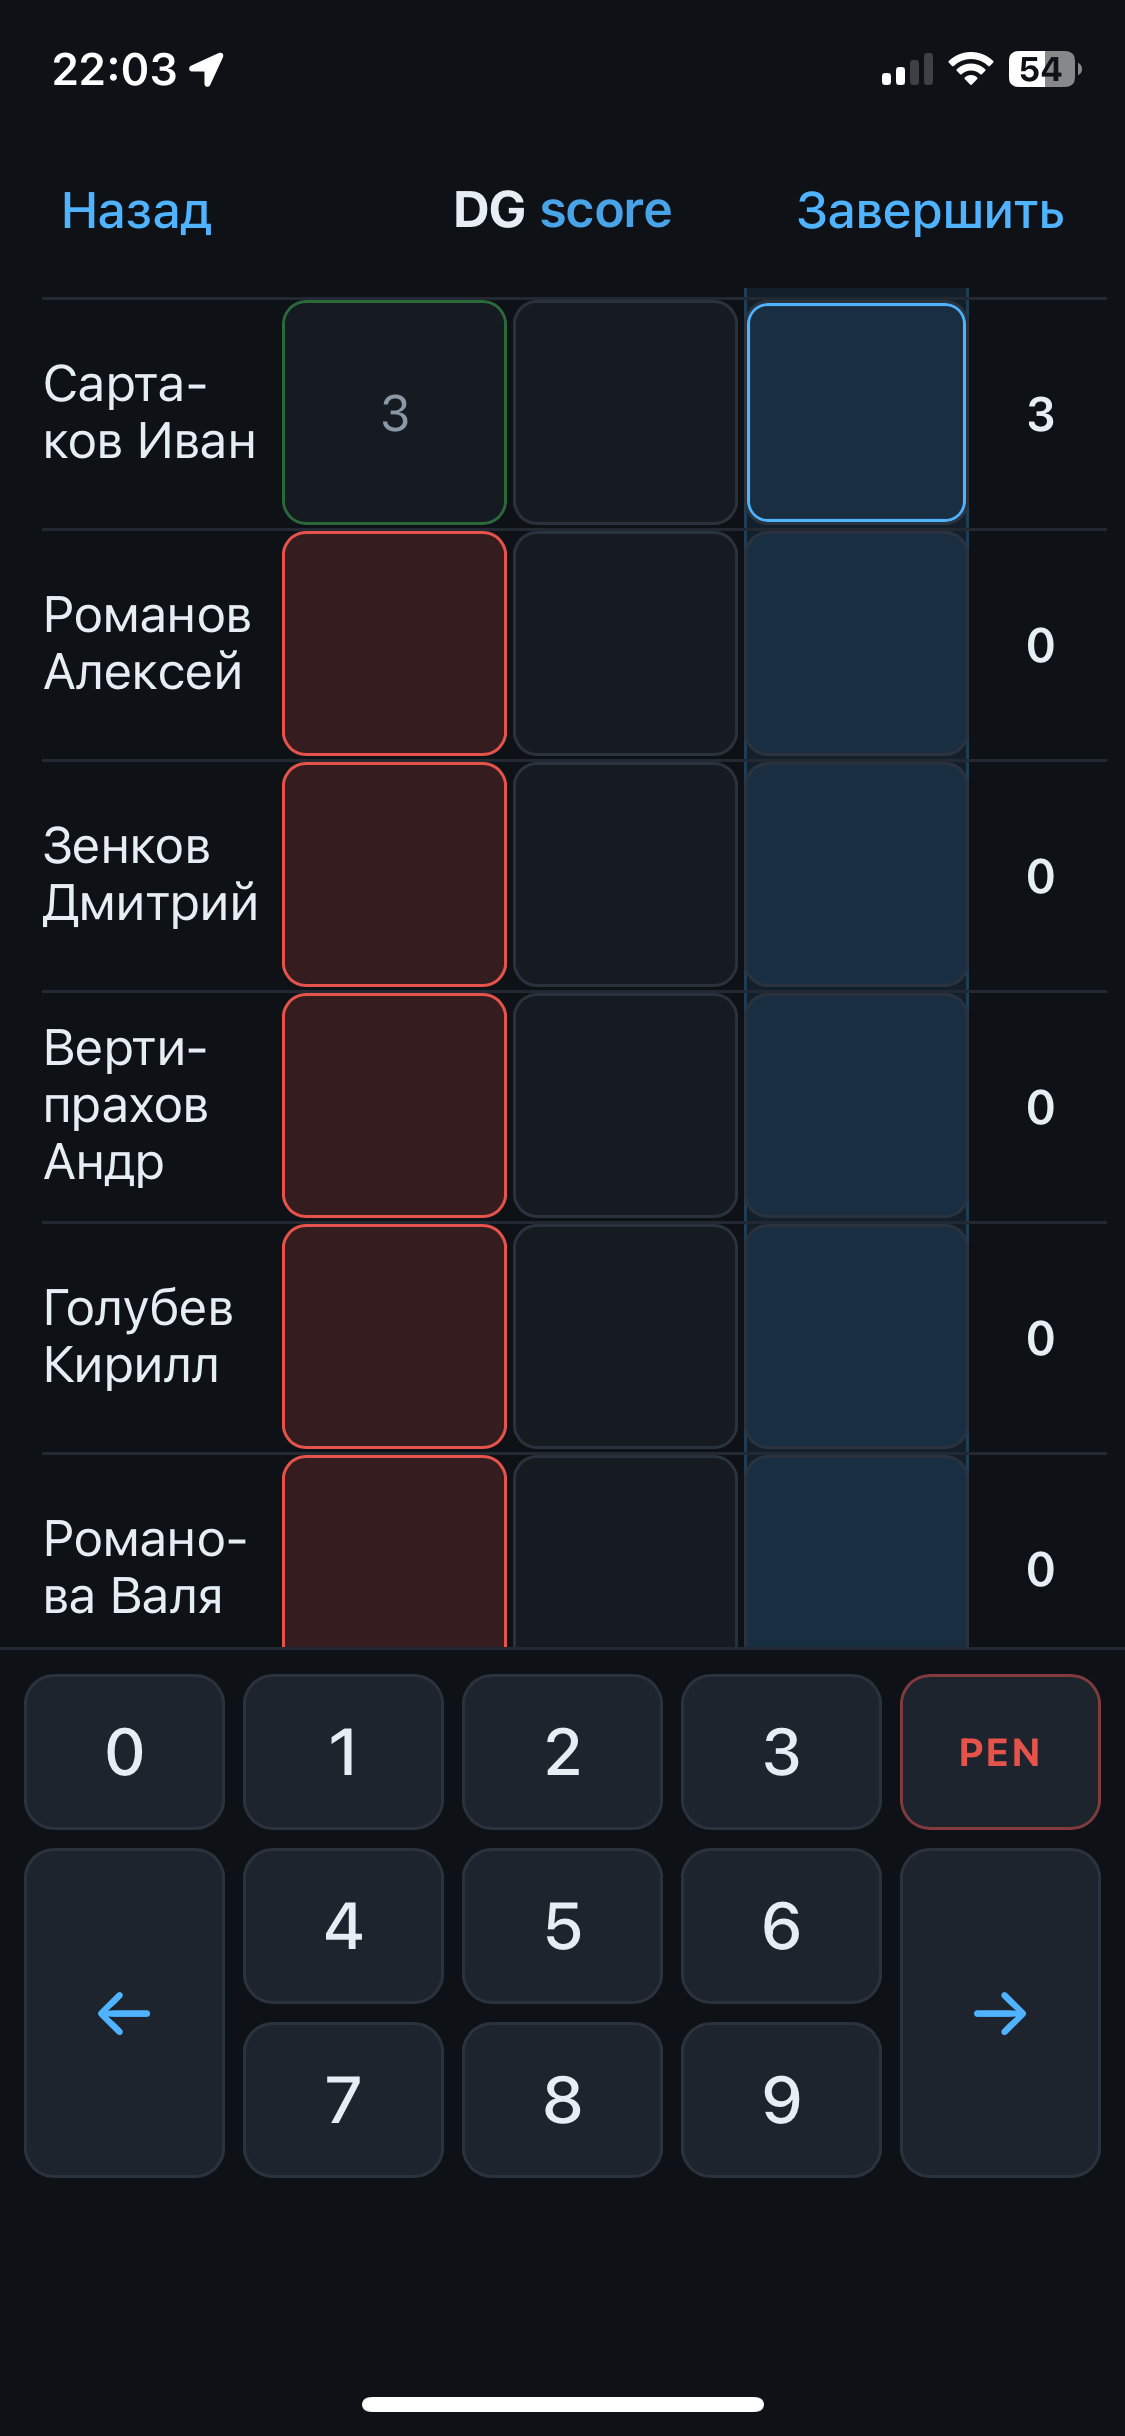 22:03
54
Назад
DG score
Завершить
Сарта-
ков Иван
3
3
Романов
Алексей
0
Зенков
Дмитрий
0
Верти-
прахов
Андр
0
Голубев
Кирилл
0
Романо-
ва Валя
0
0 1 2 3 PEN
4 5 6
← →
7 8 9